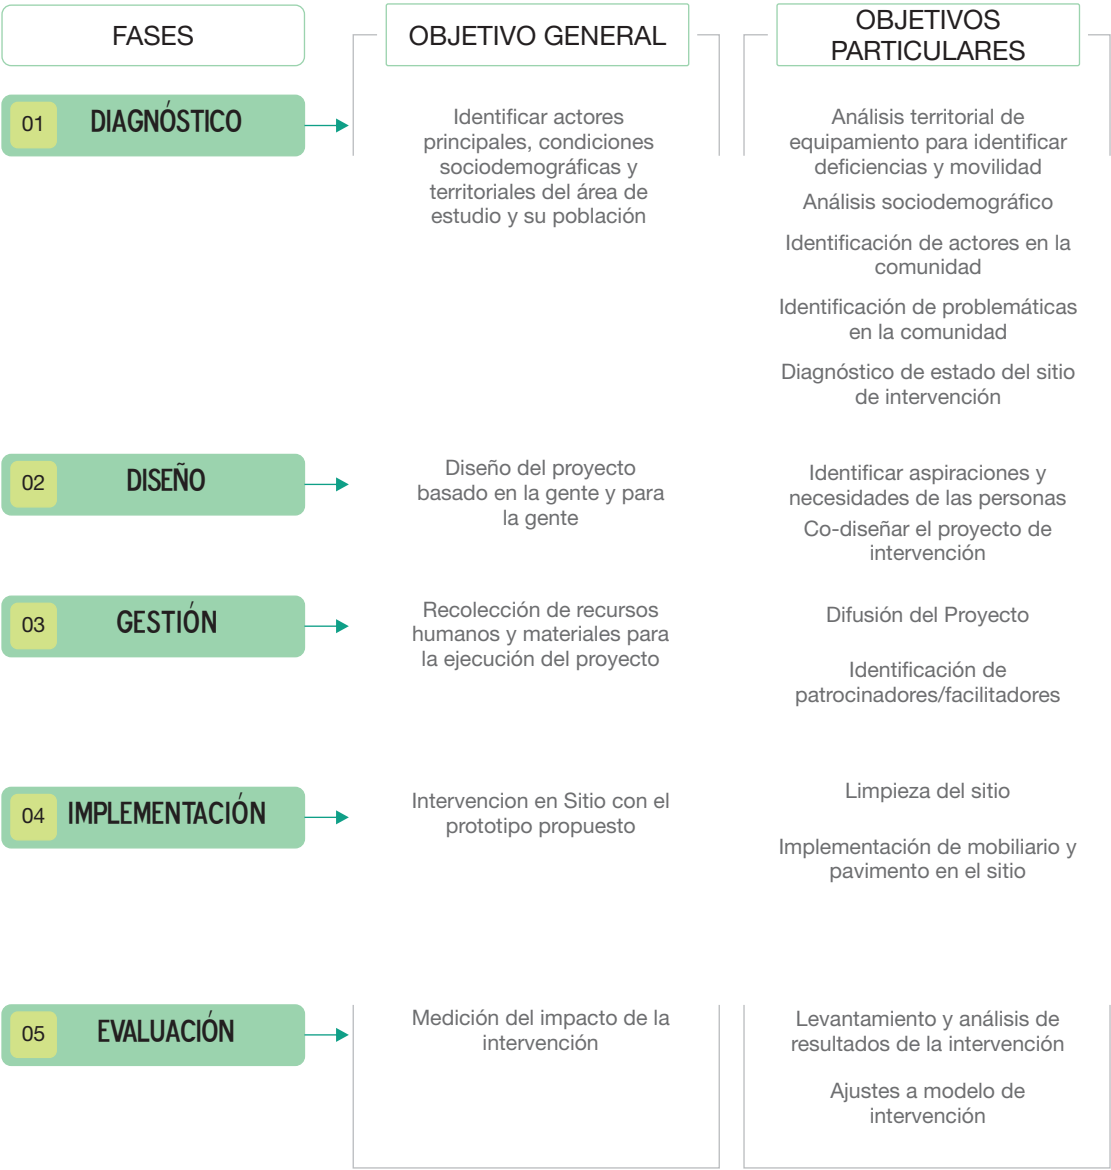 FASES
OBJETIVO GENERAL
OBJETIVOS
PARTICULARES
01
DIAGNÓSTICO
Identificar actores
principales, condiciones
sociodemográficas y
territoriales del área de
estudio y su población
Análisis territorial de
equipamiento para identificar
deficiencias y movilidad
Análisis sociodemográfico
Identificación de actores en la
comunidad
Identificación de problemáticas
en la comunidad
Diagnóstico de estado del sitio
de intervención
02
DISEÑO
Diseño del proyecto
basado en la gente y para
la gente
Identificar aspiraciones y
necesidades de las personas
Co-diseñar el proyecto de
intervención
03
GESTIÓN
Recolección de recursos
humanos y materiales para
la ejecución del proyecto
Difusión del Proyecto
Identificación de
patrocinadores/facilitadores
04
IMPLEMENTACIÓN
Intervencion en Sitio con el
prototipo propuesto
Limpieza del sitio
Implementación de mobiliario y
pavimento en el sitio
05
EVALUACIÓN
Medición del impacto de la
intervención
Levantamiento y análisis de
resultados de la intervención
Ajustes a modelo de
intervención